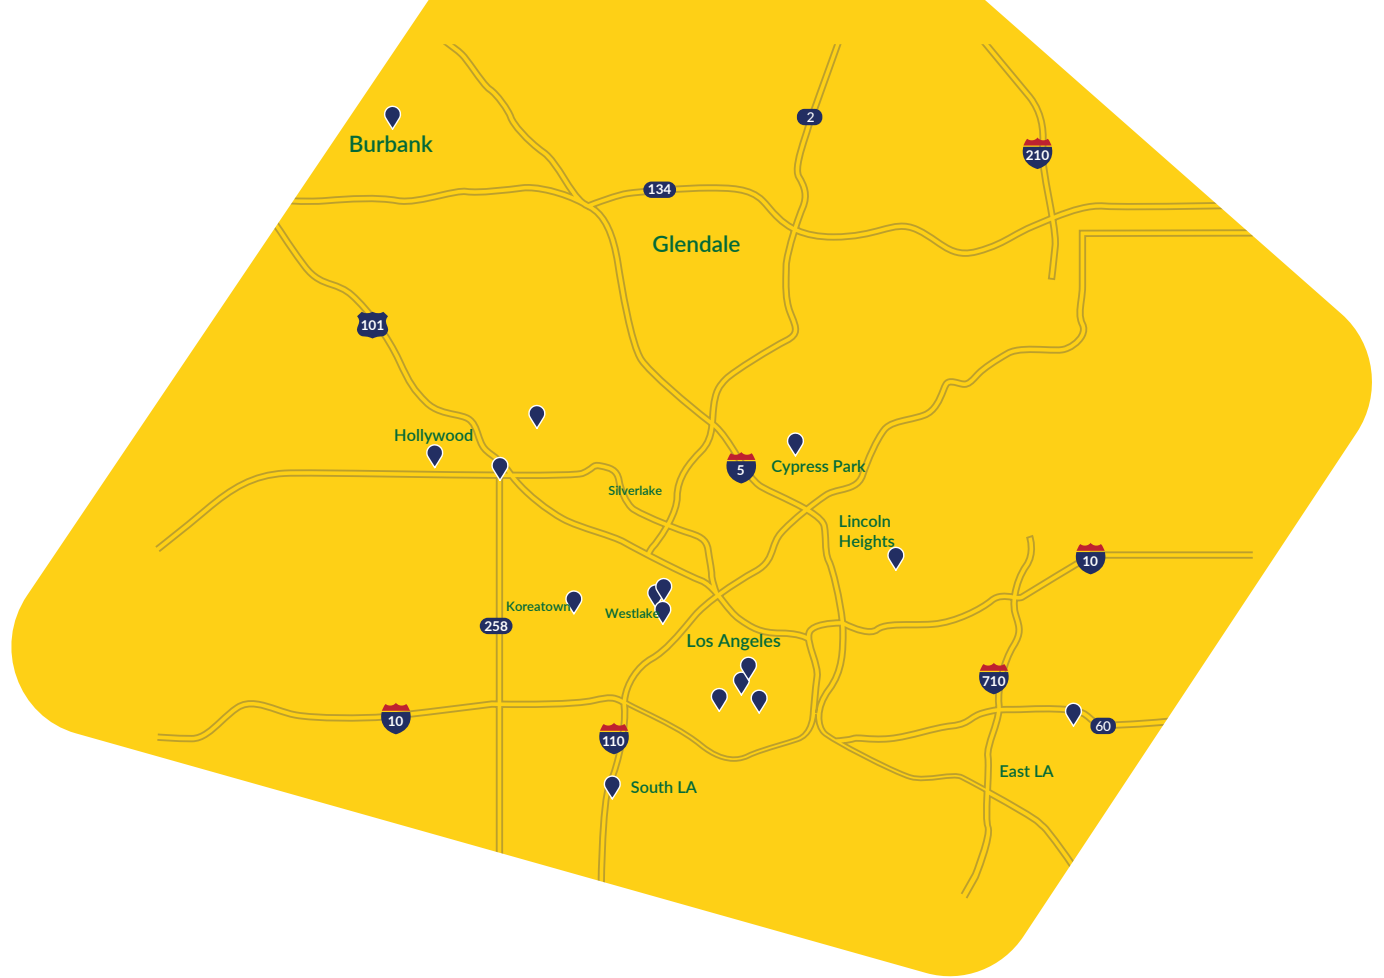 2
Burbank
210
134
Glendale
101
Hollywood
5
Cypress Park
Silverlake
Lincoln
Heights
10
Koreatown
Westlake
258
Los Angeles
710
10
60
110
East LA
South LA